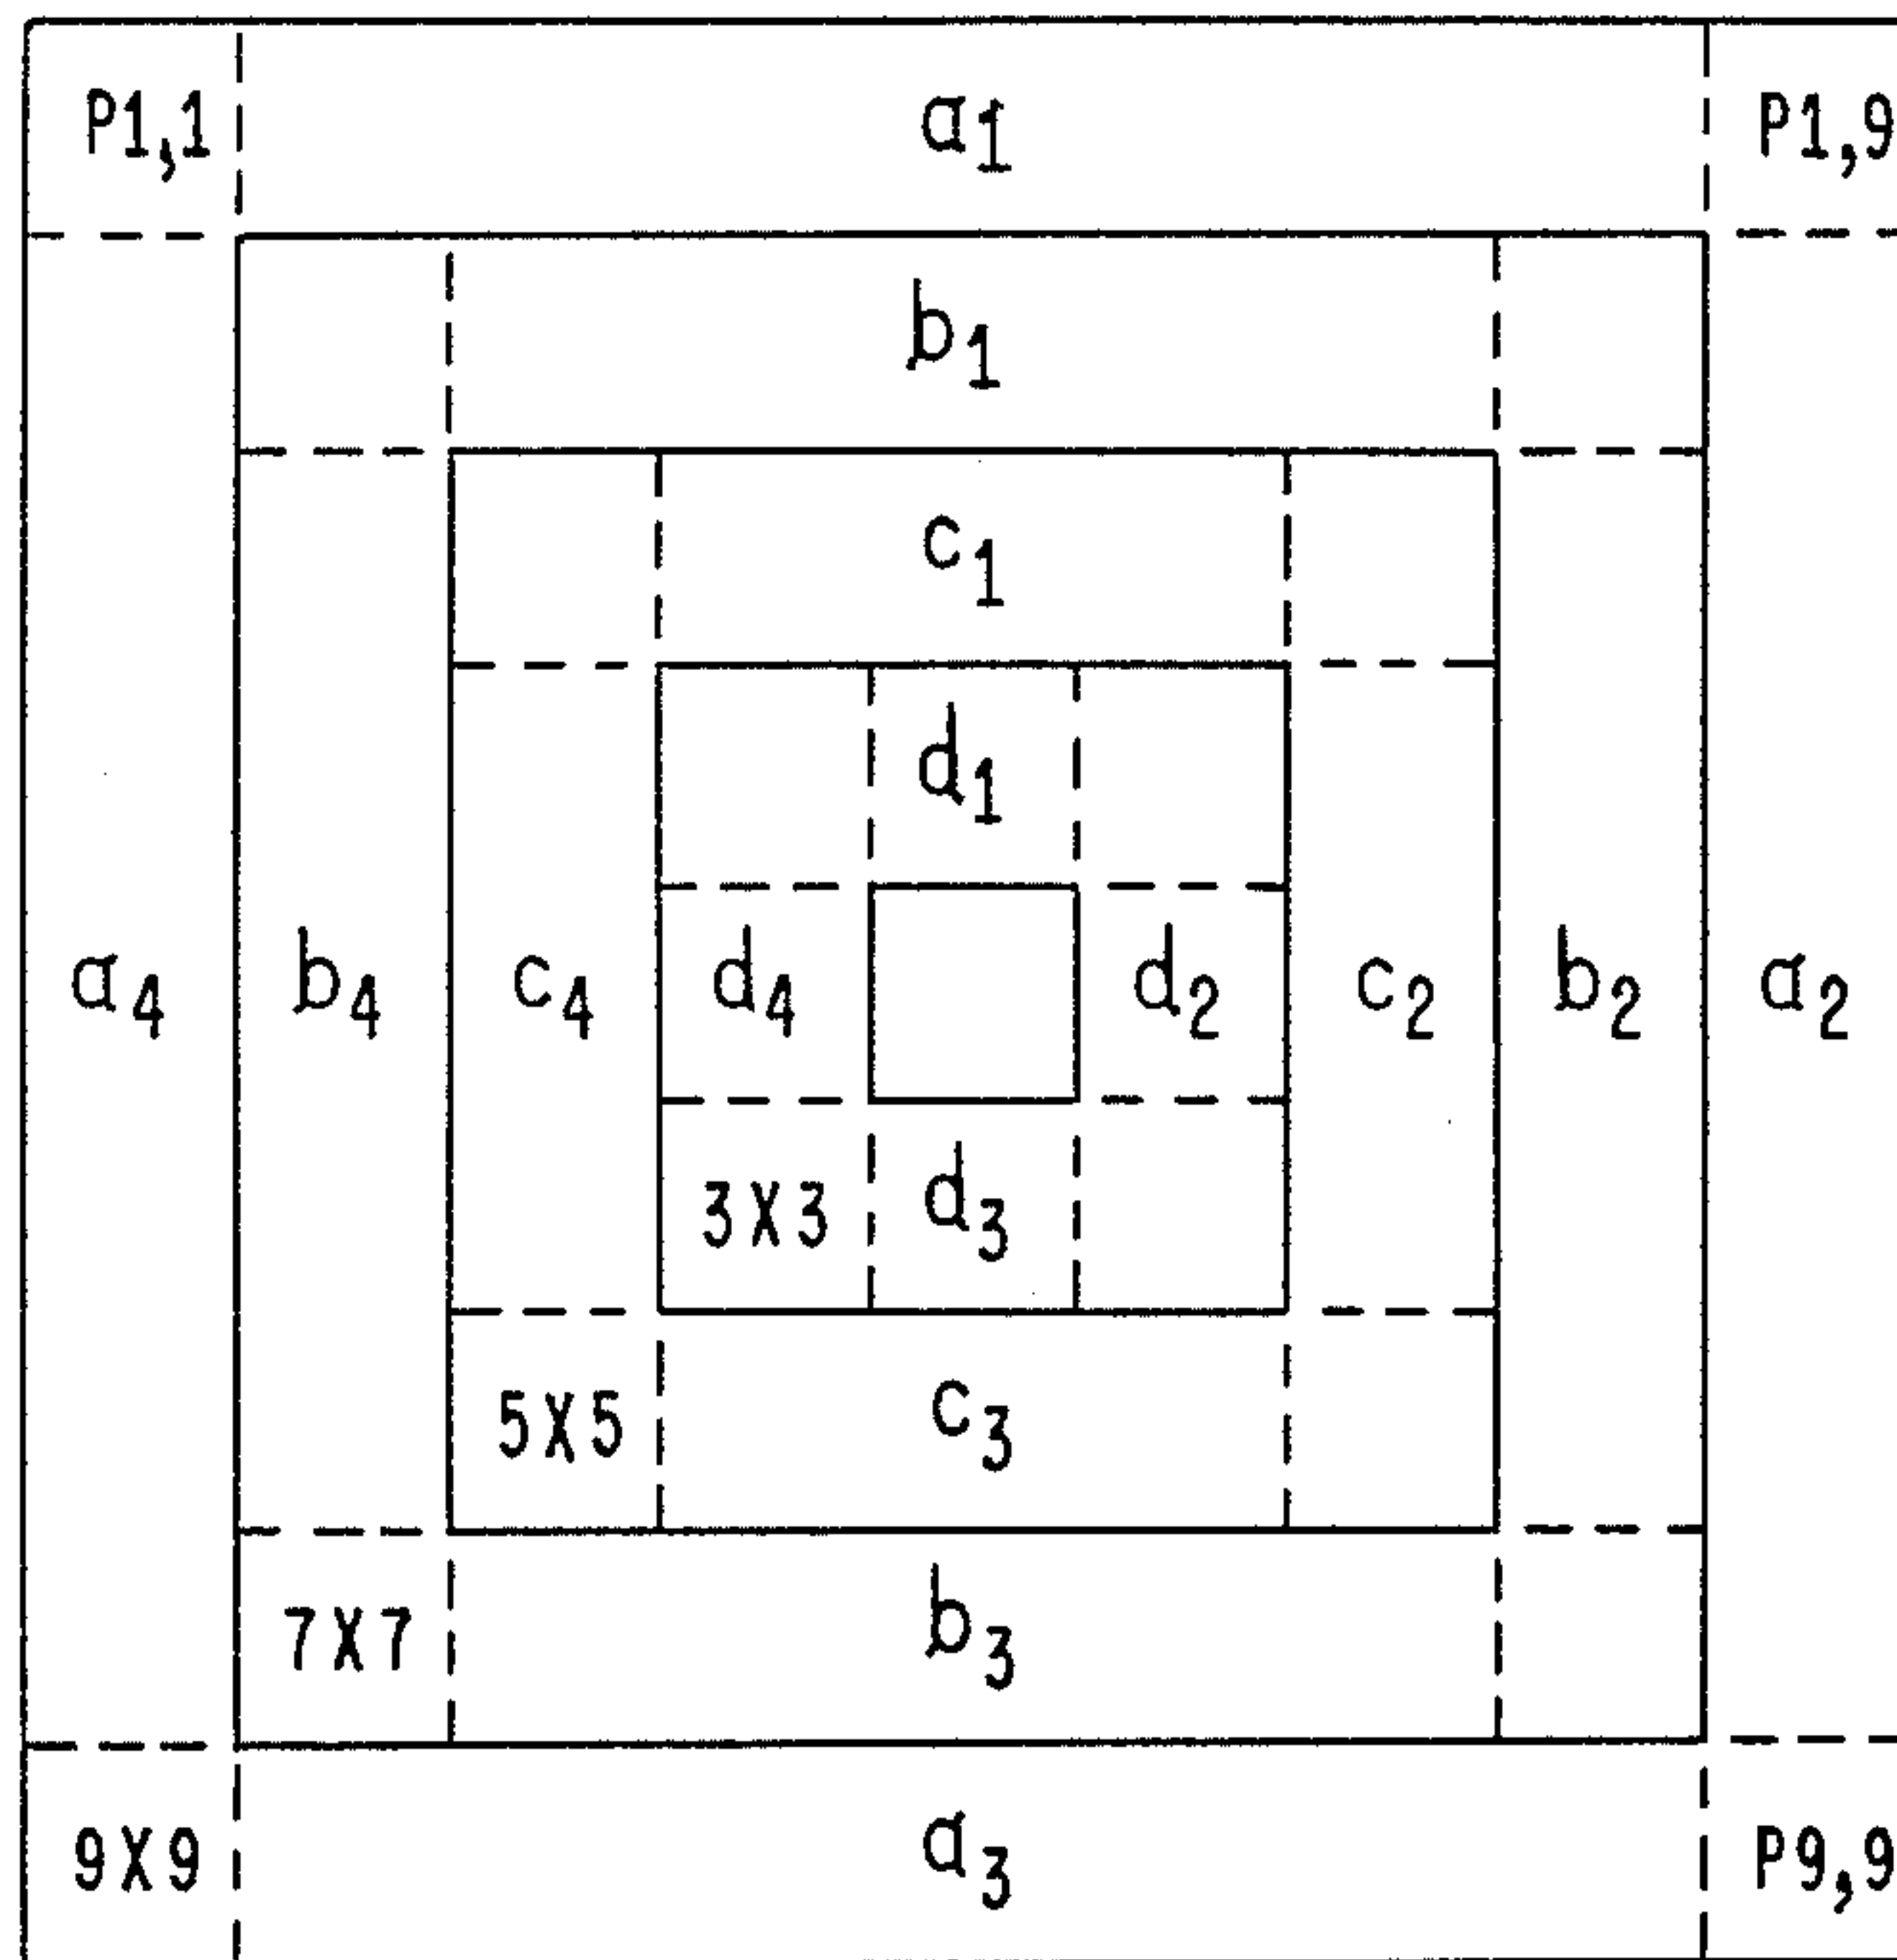 P1,1 a1 P1,9
b1
c1
d1
a4 b4 c4 d4 d2 c2 b2 a2
3X3 d3
5X5 c3
7X7 b3
9X9 a3 P9,9